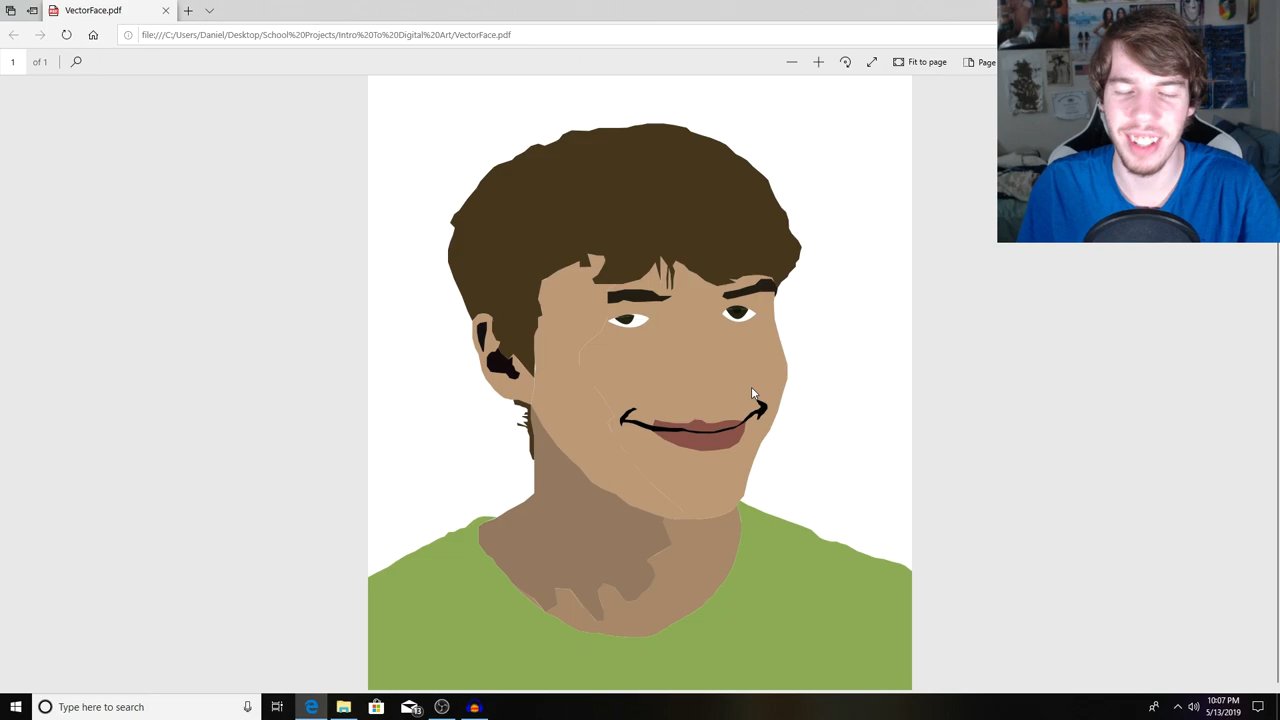 VectorFace.pdf
file:///C:/Users/Daniel/Desktop/School%20Projects/Intro%20To%20Digital%20Art/VectorFace.pdf
1 of 1 Fit to page Page
Type here to search
13
10:07 PM
5/13/2019